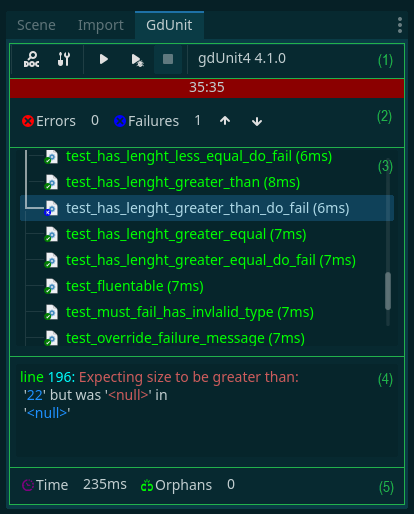 Scene Import GdUnit
DOC gdUnit4 4.1.0 (1)
35:35
Errors 0 Failures 1 (2)
test_has_lenght_less_equal_do_fail (6ms)
(3)
test_has_lenght_greater_than (8ms)
test_has_lenght_greater_than_do_fail (6ms)
test_has_lenght_greater_equal (7ms)
test_has_lenght_greater_equal_do_fail (7ms)
test_fluentable (7ms)
test_must_fail_has_invlalid_type (7ms)
test_override_failure_message (7ms)
line 196: Expecting size to be greater than: (4)
'22' but was '<null>' in
'<null>'
Time 235ms Orphans 0 (5)